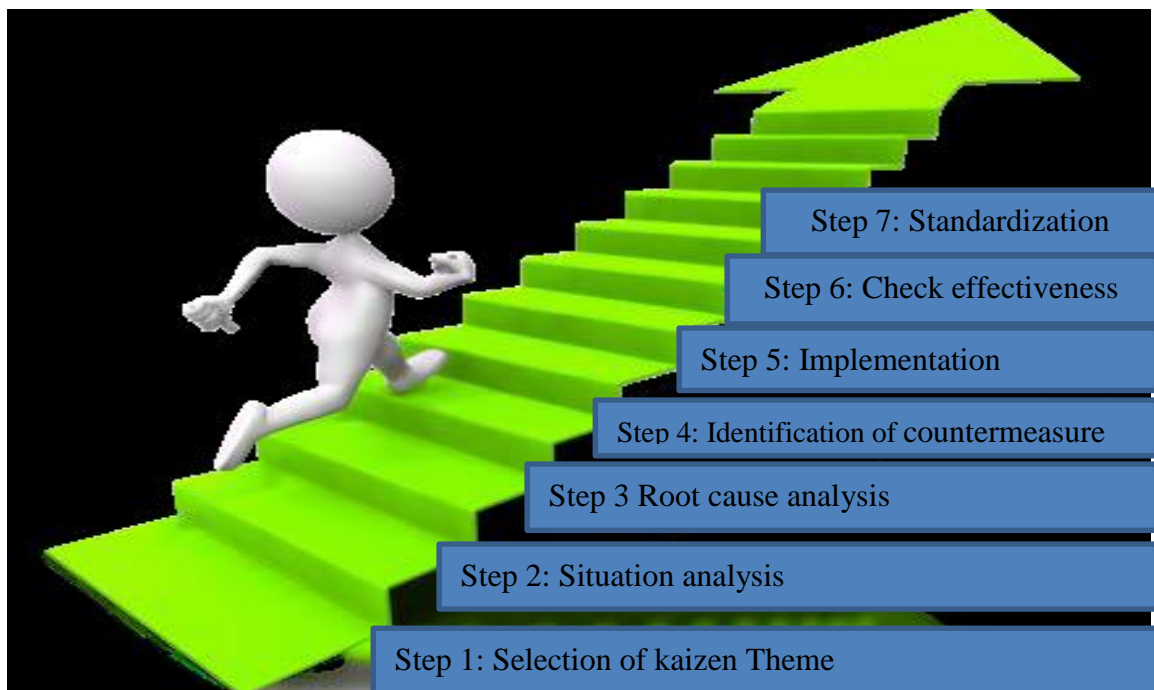 Step 7: Standardization
Step 6: Check effectiveness
Step 5: Implementation
Step 4: Identification of countermeasure
Step 3 Root cause analysis
Step 2: Situation analysis
Step 1: Selection of kaizen Theme